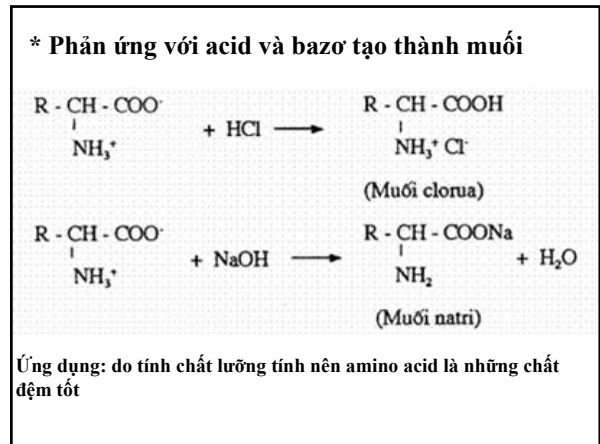 * Phản ứng với acid và bazơ tạo thành muối
R - CH - COO⁻
NH₃⁺
+ HCl ⟶
R - CH - COOH
NH₃⁺ Cl⁻
(Muối clorua)
R - CH - COO⁻
NH₃⁺
+ NaOH ⟶
R - CH - COONa
NH₂
+ H₂O
(Muối natri)
Ứng dụng: do tính chất lưỡng tính nên amino acid là những chất
đệm tốt